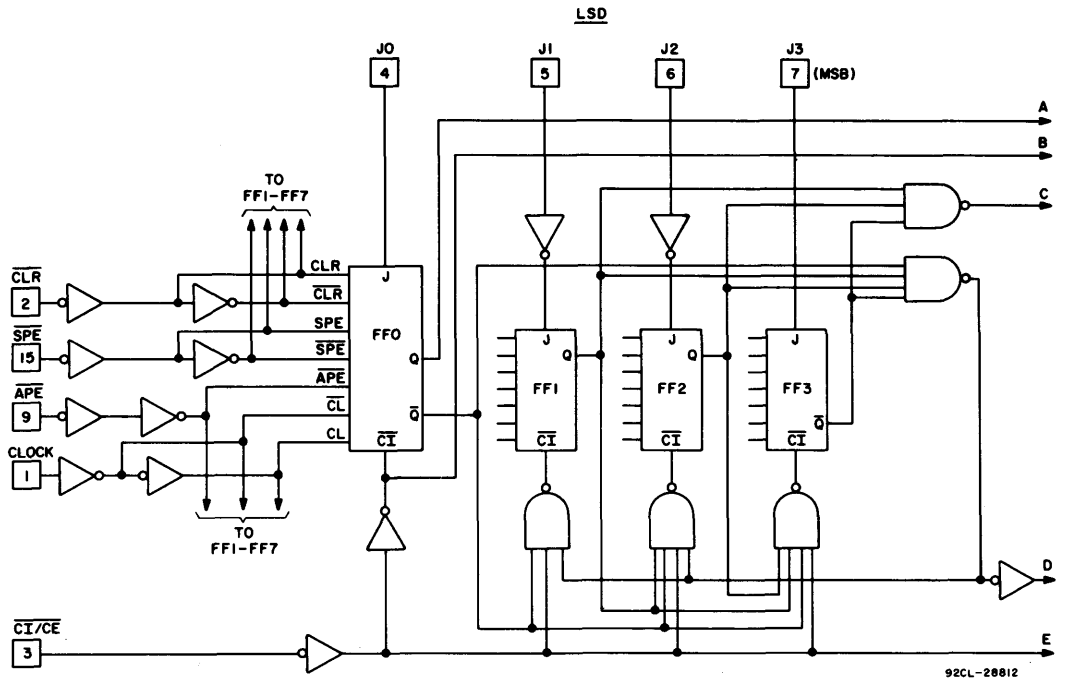 LSD
J0
4
J1
5
J2
6
J3
7 (MSB)
A
B
C
TO
FF1-FF7
CLR
2
SPE
15
APE
9
CLOCK
1
CLR
CLR
SPE
SPE
APE
CL
CL
J
FF0
Q
Q
CI
J
Q
FF1
CI
J
Q
FF2
CI
J
FF3
Q
CI
TO
FF1-FF7
D
CI/CE
3
E
92CL-28812